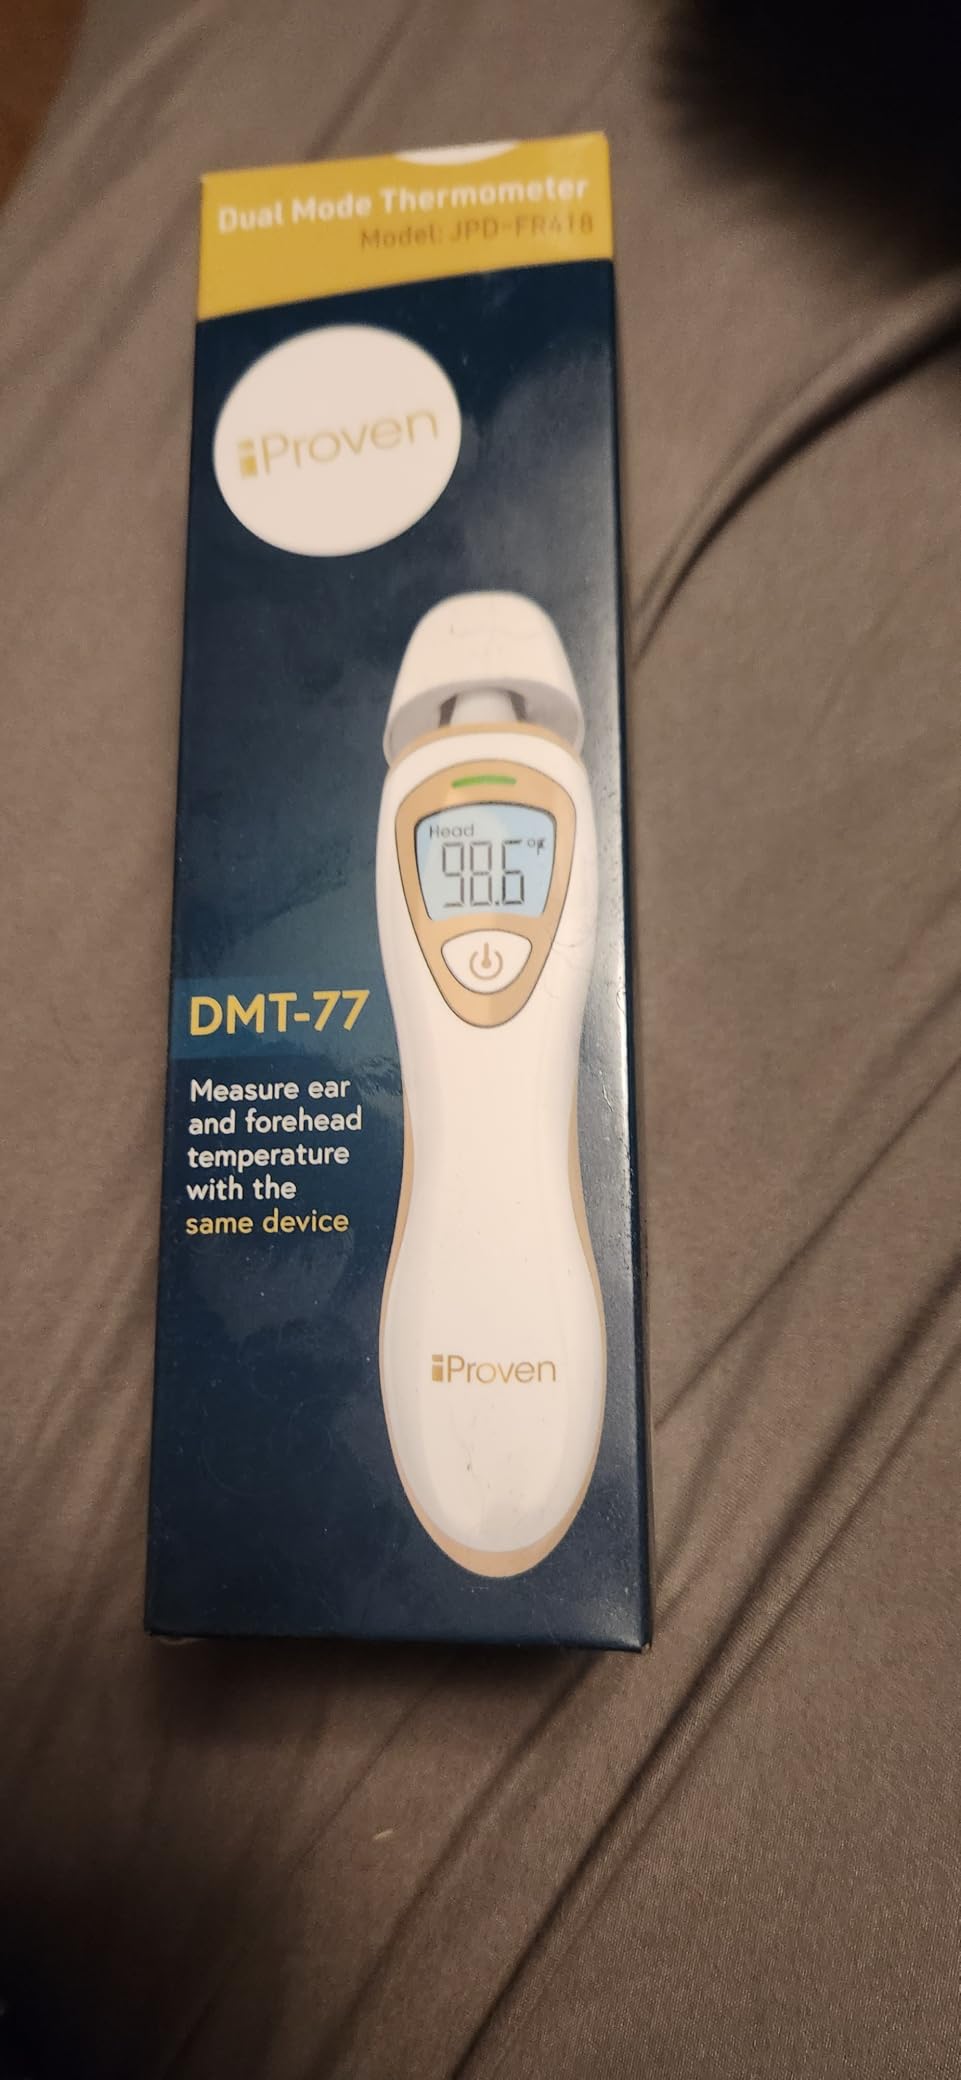 Dual Mode Thermometer
Model: JPD-FR418
iProven
Head
98.6 °F
DMT-77
Measure ear
and forehead
temperature
with the
same device
iProven